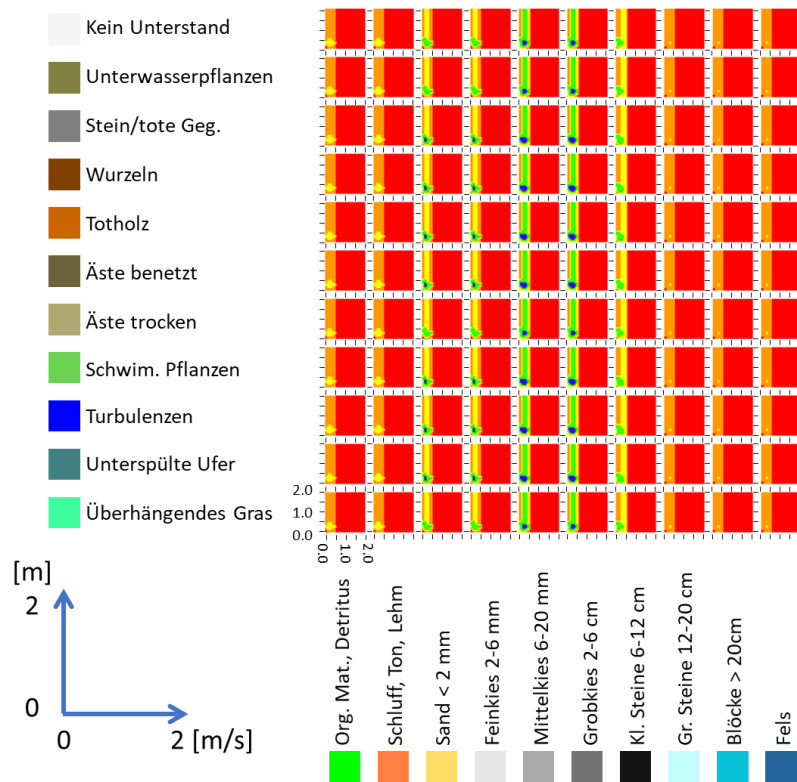 Kein Unterstand
Unterwasserpflanzen
Stein/tote Geg.
Wurzeln
Totholz
Äste benetzt
Äste trocken
Schwim. Pflanzen
Turbulenzen
Unterspülte Ufer
Überhängendes Gras
2.0
1.0
0.0
0.0
1.0
2.0
[m]
2
0
0
2 [m/s]
Org. Mat., Detritus
Schluff, Ton, Lehm
Sand < 2 mm
Feinkies 2-6 mm
Mittelkies 6-20 mm
Grobkies 2-6 cm
Kl. Steine 6-12 cm
Gr. Steine 12-20 cm
Blöcke > 20cm
Fels